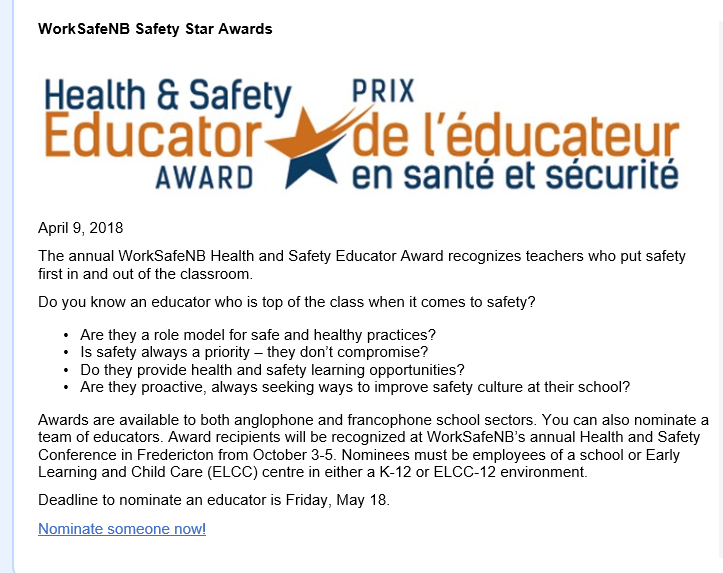 WorkSafeNB Safety Star Awards
Health & Safety
Educator
AWARD
PRIX
de l'éducateur
en santé et sécurité
April 9, 2018
The annual WorkSafeNB Health and Safety Educator Award recognizes teachers who put safety
first in and out of the classroom.
Do you know an educator who is top of the class when it comes to safety?
• Are they a role model for safe and healthy practices?
• Is safety always a priority – they don't compromise?
• Do they provide health and safety learning opportunities?
• Are they proactive, always seeking ways to improve safety culture at their school?
Awards are available to both anglophone and francophone school sectors. You can also nominate a
team of educators. Award recipients will be recognized at WorkSafeNB's annual Health and Safety
Conference in Fredericton from October 3-5. Nominees must be employees of a school or Early
Learning and Child Care (ELCC) centre in either a K-12 or ELCC-12 environment.
Deadline to nominate an educator is Friday, May 18.
Nominate someone now!